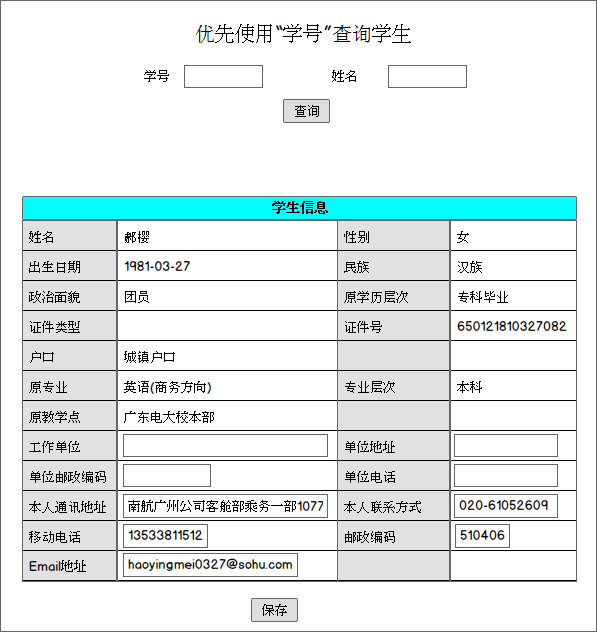 优先使用“学号”查询学生
学号 姓名
查询
学生信息
姓名 郝樱 性别 女
出生日期 1981-03-27 民族 汉族
政治面貌 团员 原学历层次 专科毕业
证件类型 证件号 650121810327082
户口 城镇户口
原专业 英语(商务方向) 专业层次 本科
原教学点 广东电大校本部
工作单位 单位地址
单位邮政编码 单位电话
本人通讯地址 南航广州公司客舱部乘务一部1077 本人联系方式 020-61052609
移动电话 13533811512 邮政编码 510406
Email地址 haoyingmei0327@sohu.com
保存